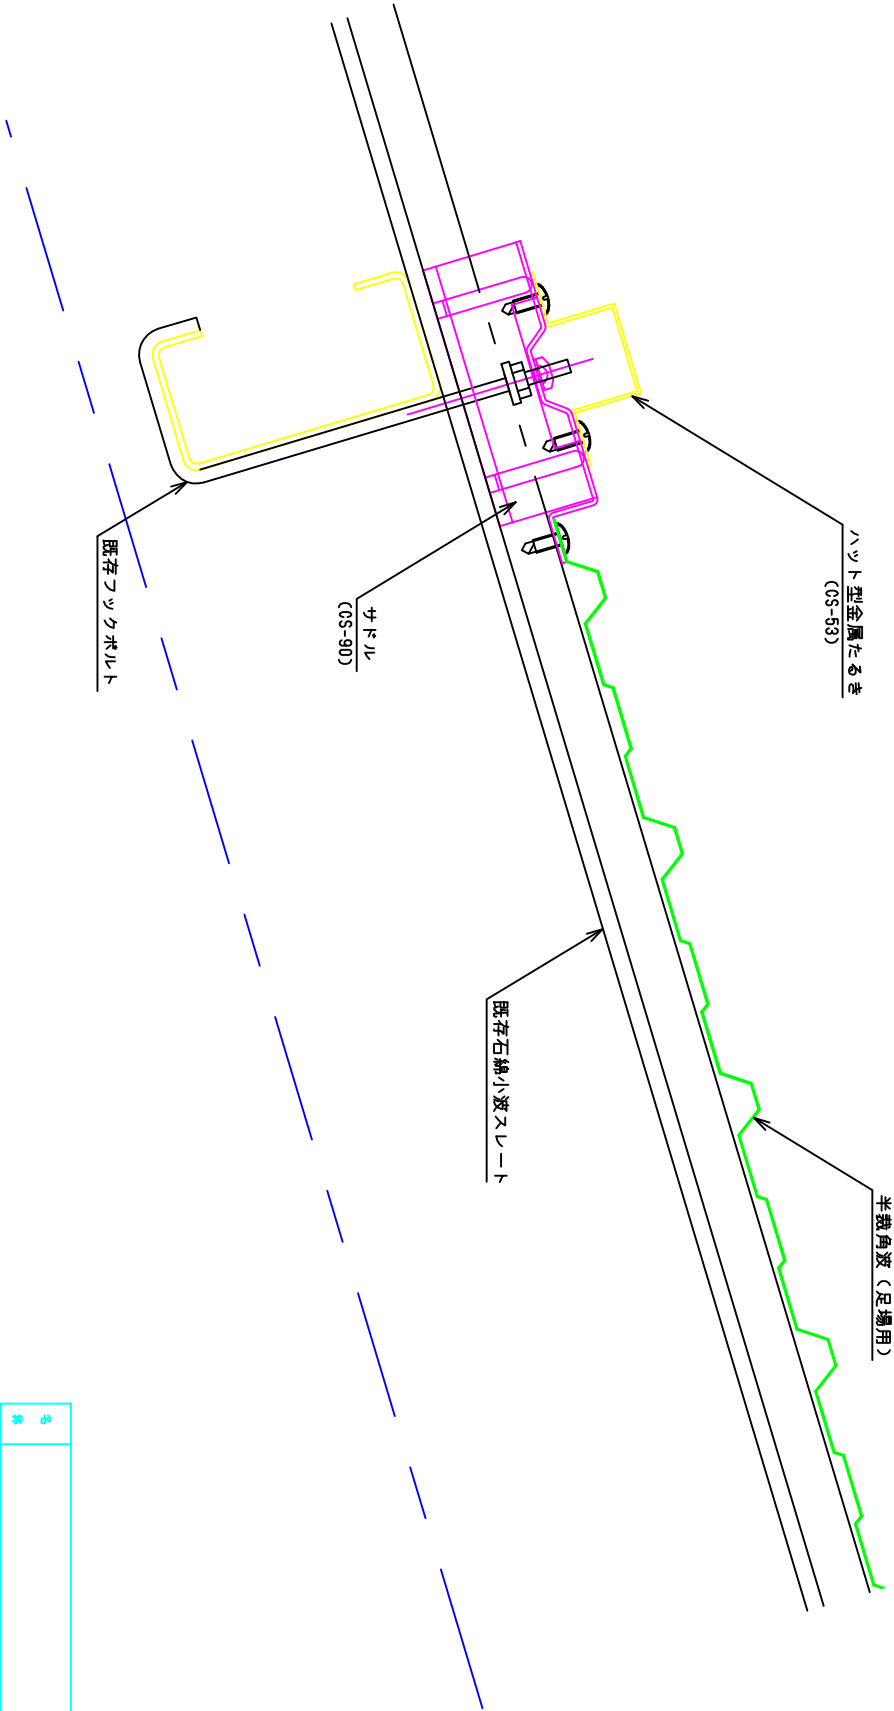 ハット型金属たるき
(CS-53)
サドル
(CS-90)
既存フックボルト
既存石綿小波スレート
半裁角波（足場用）
名
称